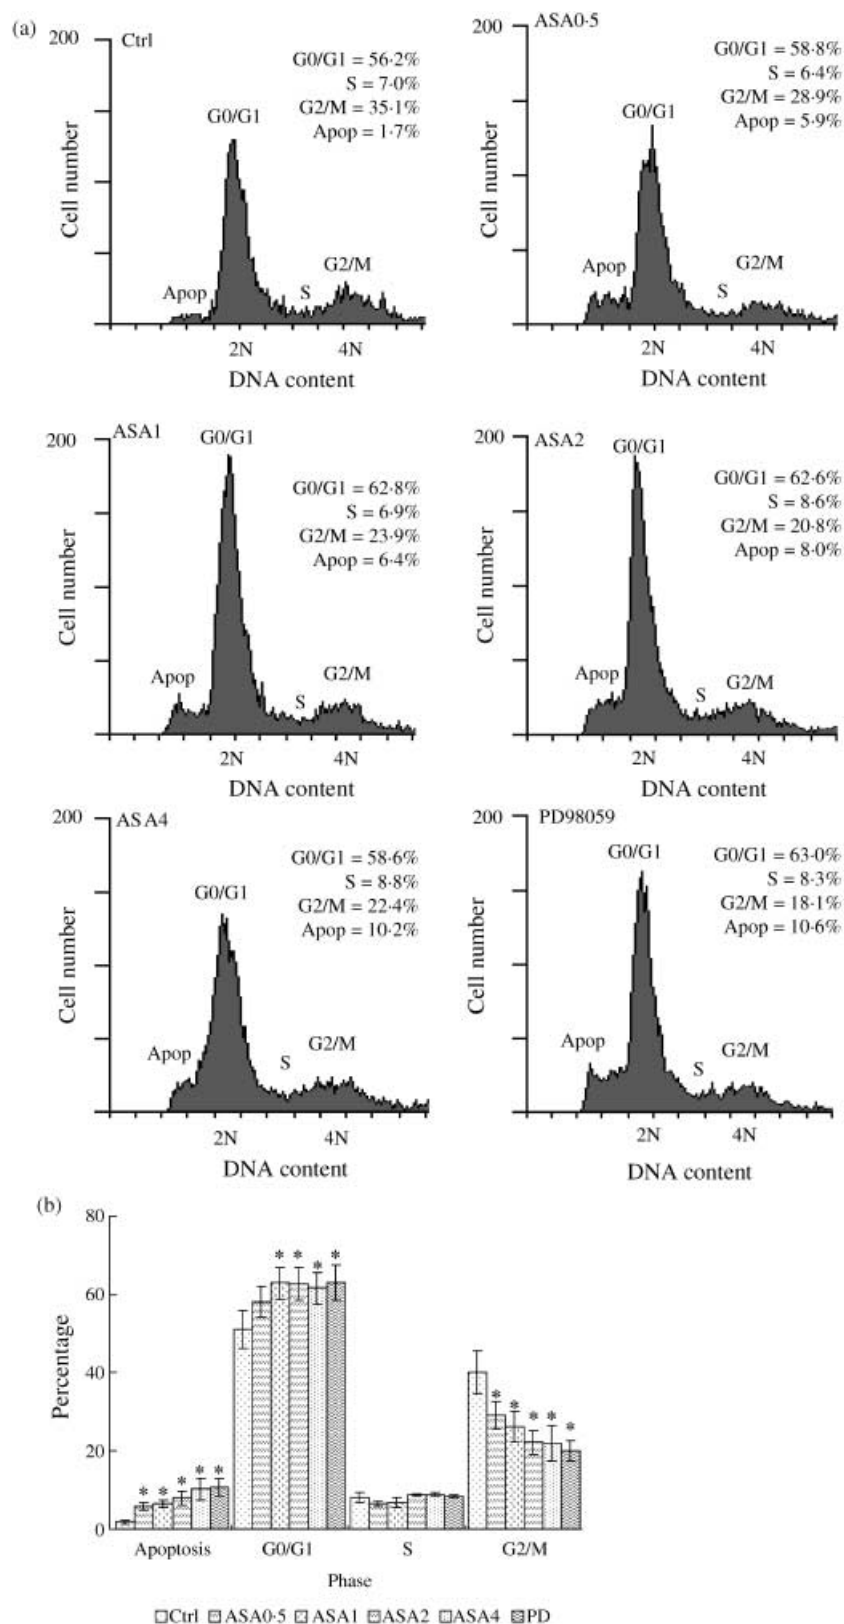 (a)
200
Ctrl
G0/G1 = 56·2%
S = 7·0%
G2/M = 35·1%
Apop = 1·7%
G0/G1
Apop
S
G2/M
Cell number
2N
4N
DNA content
200
ASA0·5
G0/G1 = 58·8%
S = 6·4%
G2/M = 28·9%
Apop = 5·9%
G0/G1
Apop
S
G2/M
Cell number
2N
4N
DNA content
200
ASA1
G0/G1
G0/G1 = 62·8%
S = 6·9%
G2/M = 23·9%
Apop = 6·4%
Apop
S
G2/M
Cell number
2N
4N
DNA content
200
ASA2
G0/G1
G0/G1 = 62·6%
S = 8·6%
G2/M = 20·8%
Apop = 8·0%
Apop
S
G2/M
Cell number
2N
4N
DNA content
200
ASA4
G0/G1 = 58·6%
S = 8·8%
G2/M = 22·4%
Apop = 10·2%
G0/G1
Apop
S
G2/M
Cell number
2N
4N
DNA content
200
PD98059
G0/G1 = 63·0%
S = 8·3%
G2/M = 18·1%
Apop = 10·6%
G0/G1
Apop
S
G2/M
Cell number
2N
4N
DNA content
(b)
80
60
40
20
0
Percentage
* * * * *
* * * *
* * * * *
Apoptosis G0/G1 S G2/M
Phase
Ctrl ASA0·5 ASA1 ASA2 ASA4 PD